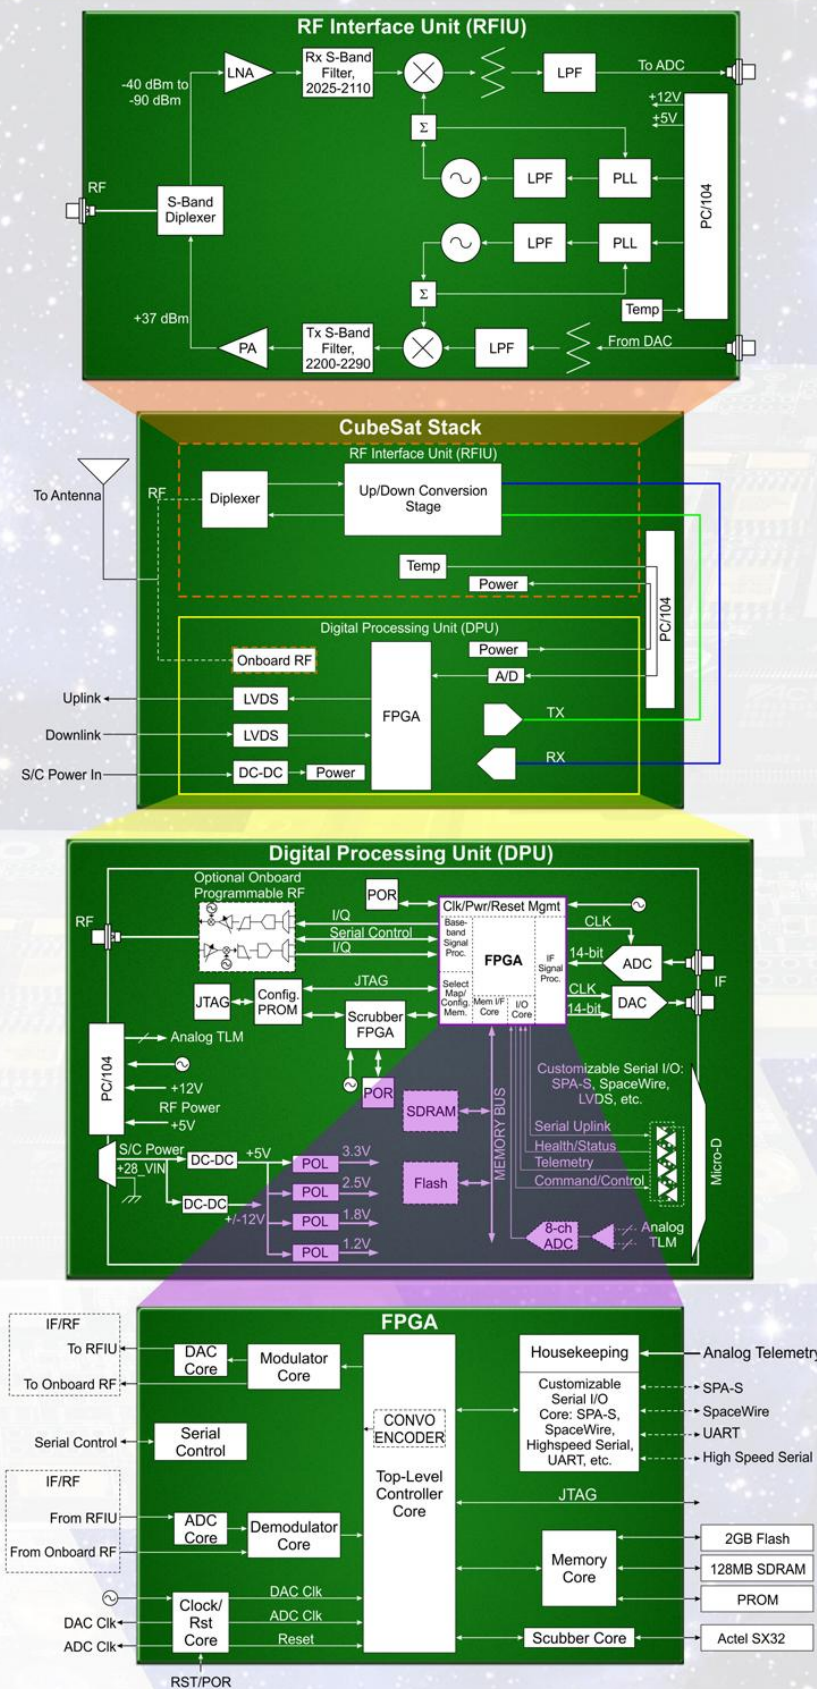 RF Interface Unit (RFIU)
LNA
Rx S-Band
Filter,
2025-2110
LPF
To ADC
-40 dBm to
-90 dBm
+12V
+5V
Σ
RF
S-Band
Diplexer
LPF
PLL
PC/104
LPF
PLL
Σ
Temp
+37 dBm
PA
Tx S-Band
Filter,
2200-2290
LPF
From DAC
CubeSat Stack
RF Interface Unit (RFIU)
To Antenna
RF
Diplexer
Up/Down Conversion
Stage
Temp
Power
PC/104
Digital Processing Unit (DPU)
Onboard RF
Power
A/D
FPGA
Uplink
LVDS
TX
Downlink
LVDS
RX
S/C Power In
DC-DC
Power
Digital Processing Unit (DPU)
Optional Onboard
Programmable RF
POR
Clk/Pwr/Reset Mgmt
RF
I/Q
Serial Control
I/Q
Base-
band
Signal
Proc.
FPGA
IF
Signal
Proc.
CLK
14-bit
ADC
IF
CLK
14-bit
DAC
JTAG
JTAG
Config.
PROM
Select
Map/
Config.
Mem.
Mem I/F
Core
I/O
Core
Scrubber
FPGA
Analog TLM
PC/104
+12V
RF Power
+5V
POR
SDRAM
MEMORY BUS
Customizable Serial I/O:
SPA-S, SpaceWire,
LVDS, etc.
Serial Uplink
Health/Status
Telemetry
Command/Control
Micro-D
S/C Power
+28_VIN
DC-DC
+5V
POL
3.3V
Flash
POL
2.5V
DC-DC
+/-12V
POL
1.8V
8-ch
ADC
Analog
TLM
POL
1.2V
FPGA
IF/RF
To RFIU
To Onboard RF
DAC
Core
Modulator
Core
Housekeeping
Analog Telemetry
Customizable
Serial I/O
Core: SPA-S,
SpaceWire,
Highspeed Serial,
UART, etc.
SPA-S
SpaceWire
UART
High Speed Serial
Serial Control
Serial
Control
CONVO
ENCODER
Top-Level
Controller
Core
IF/RF
From RFIU
From Onboard RF
ADC
Core
Demodulator
Core
JTAG
Memory
Core
2GB Flash
128MB SDRAM
PROM
Clock/
Rst
Core
DAC Clk
ADC Clk
Reset
DAC Clk
ADC Clk
Scubber Core
Actel SX32
RST/POR